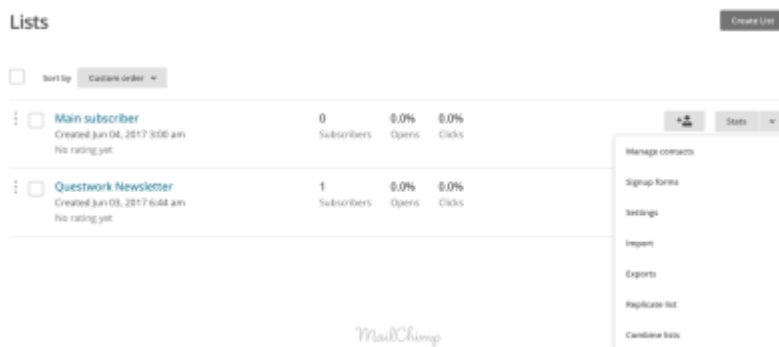 Lists
Create List
Sort by Custom order
Main subscriber 0 0.0% 0.0% Stats
Created Jun 04, 2017 3:00 am Subscribers Opens Clicks
No rating yet
Manage contacts
Signup forms
Questwork Newsletter 1 0.0% 0.0%
Created Jun 03, 2017 6:44 am Subscribers Opens Clicks
No rating yet
Settings
Import
Exports
Replicate list
Combine lists
MailChimp